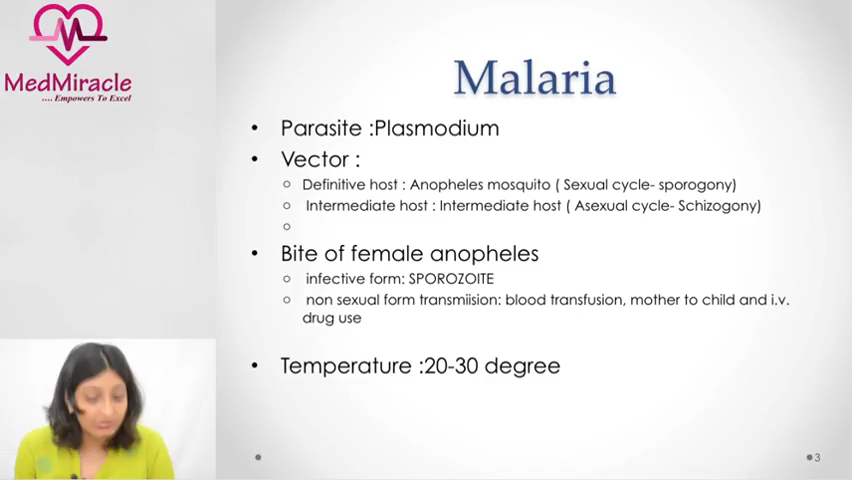 MedMiracle
.... Empowers To Excel
Malaria
• Parasite :Plasmodium
• Vector :
○ Definitive host : Anopheles mosquito ( Sexual cycle- sporogony)
○ Intermediate host : Intermediate host ( Asexual cycle- Schizogony)
○
• Bite of female anopheles
○ infective form: SPOROZOITE
○ non sexual form transmiision: blood transfusion, mother to child and i.v.
drug use
• Temperature :20-30 degree
3